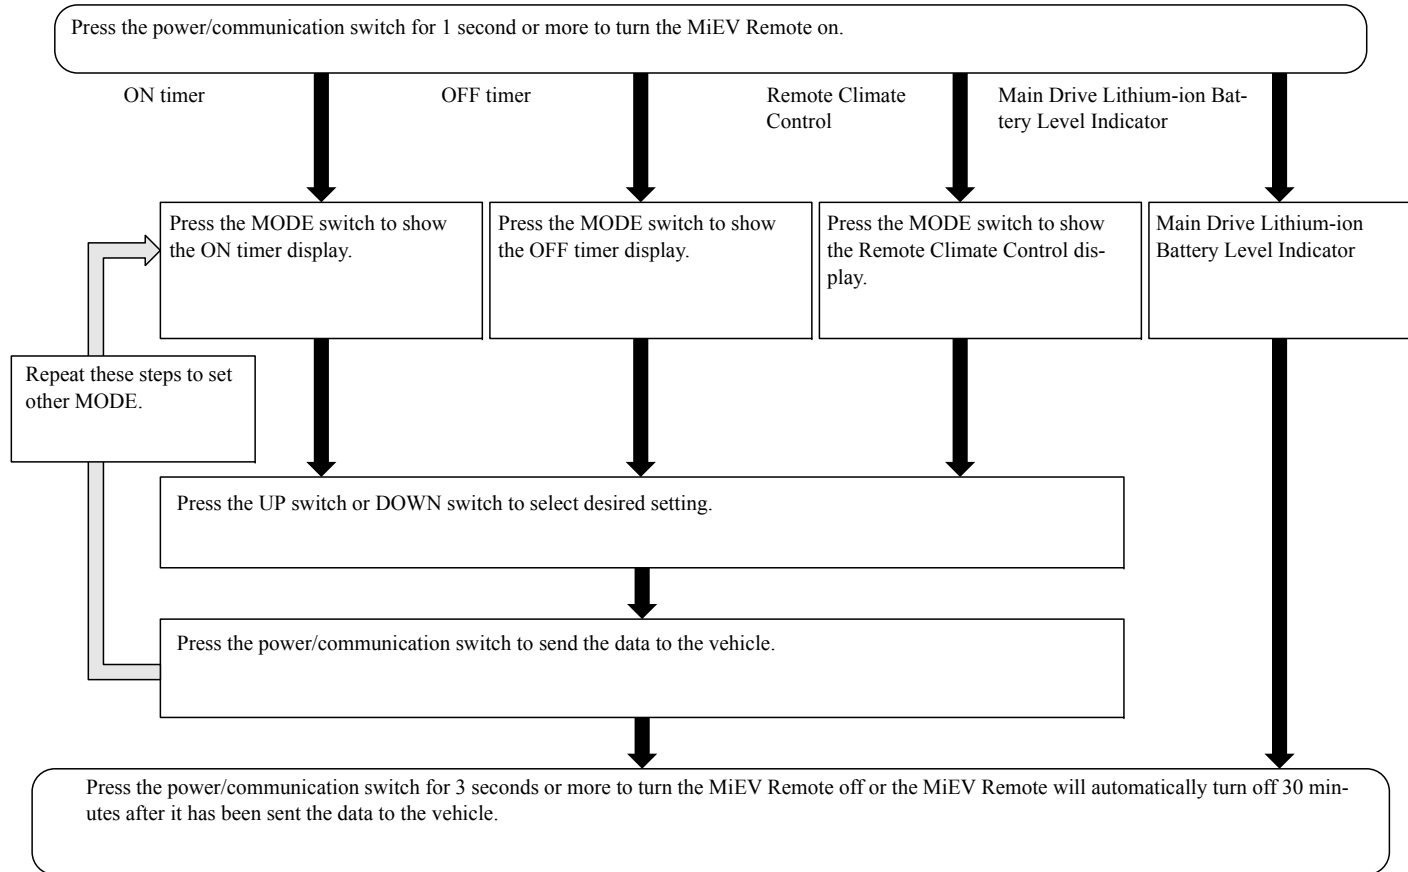 Press the power/communication switch for 1 second or more to turn the MiEV Remote on.
ON timer
OFF timer
Remote Climate
Control
Main Drive Lithium-ion Bat-
tery Level Indicator
Press the MODE switch to show
the ON timer display.
Press the MODE switch to show
the OFF timer display.
Press the MODE switch to show
the Remote Climate Control dis-
play.
Main Drive Lithium-ion
Battery Level Indicator
Repeat these steps to set
other MODE.
Press the UP switch or DOWN switch to select desired setting.
Press the power/communication switch to send the data to the vehicle.
Press the power/communication switch for 3 seconds or more to turn the MiEV Remote off or the MiEV Remote will automatically turn off 30 min-
utes after it has been sent the data to the vehicle.